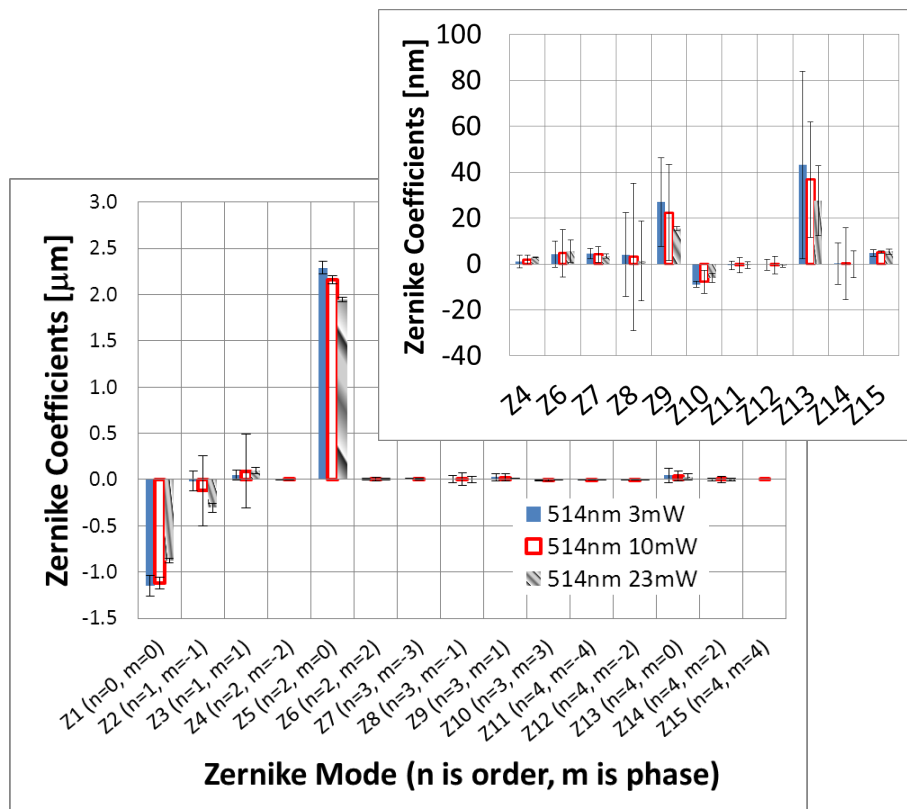 Zernike Coefficients [nm]
100
80
60
40
20
0
-20
-40
Z4
Z6
Z7
Z8
Z9
Z10
Z11
Z12
Z13
Z14
Z15
Zernike Coefficients [μm]
3.0
2.5
2.0
1.5
1.0
0.5
0.0
-0.5
-1.0
-1.5
514nm 3mW
514nm 10mW
514nm 23mW
Z1 (n=0, m=0)
Z2 (n=1, m=-1)
Z3 (n=1, m=1)
Z4 (n=2, m=-2)
Z5 (n=2, m=0)
Z6 (n=2, m=2)
Z7 (n=3, m=-3)
Z8 (n=3, m=-1)
Z9 (n=3, m=1)
Z10 (n=3, m=3)
Z11 (n=4, m=-4)
Z12 (n=4, m=-2)
Z13 (n=4, m=0)
Z14 (n=4, m=2)
Z15 (n=4, m=4)
Zernike Mode (n is order, m is phase)